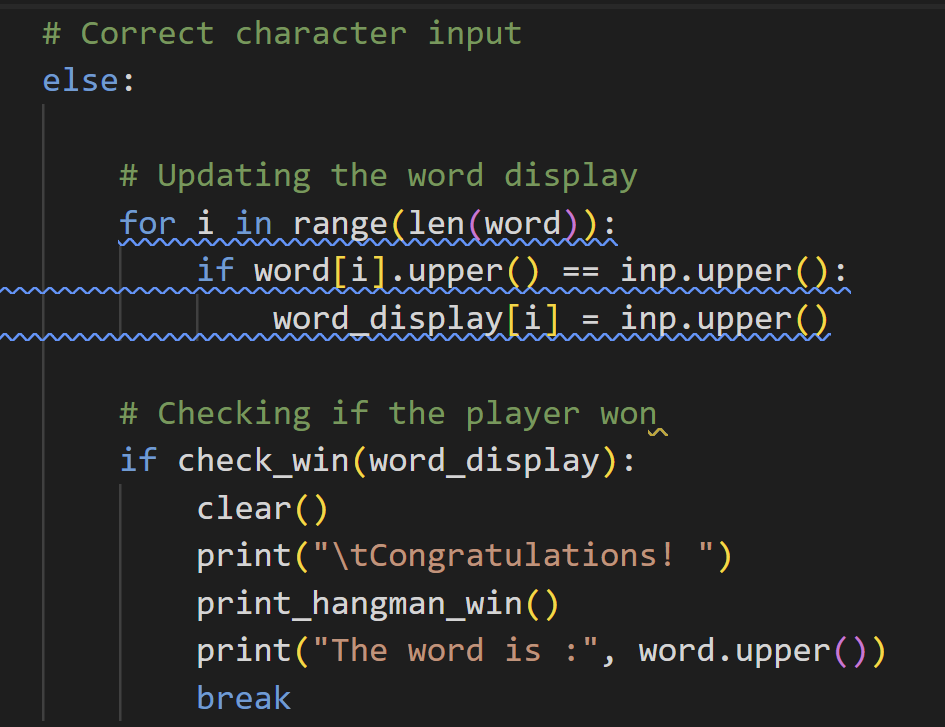 # Correct character input
else:
# Updating the word display
for i in range(len(word)):
if word[i].upper() == inp.upper():
word_display[i] = inp.upper()
# Checking if the player won
if check_win(word_display):
clear()
print("\tCongratulations! ")
print_hangman_win()
print("The word is :", word.upper())
break